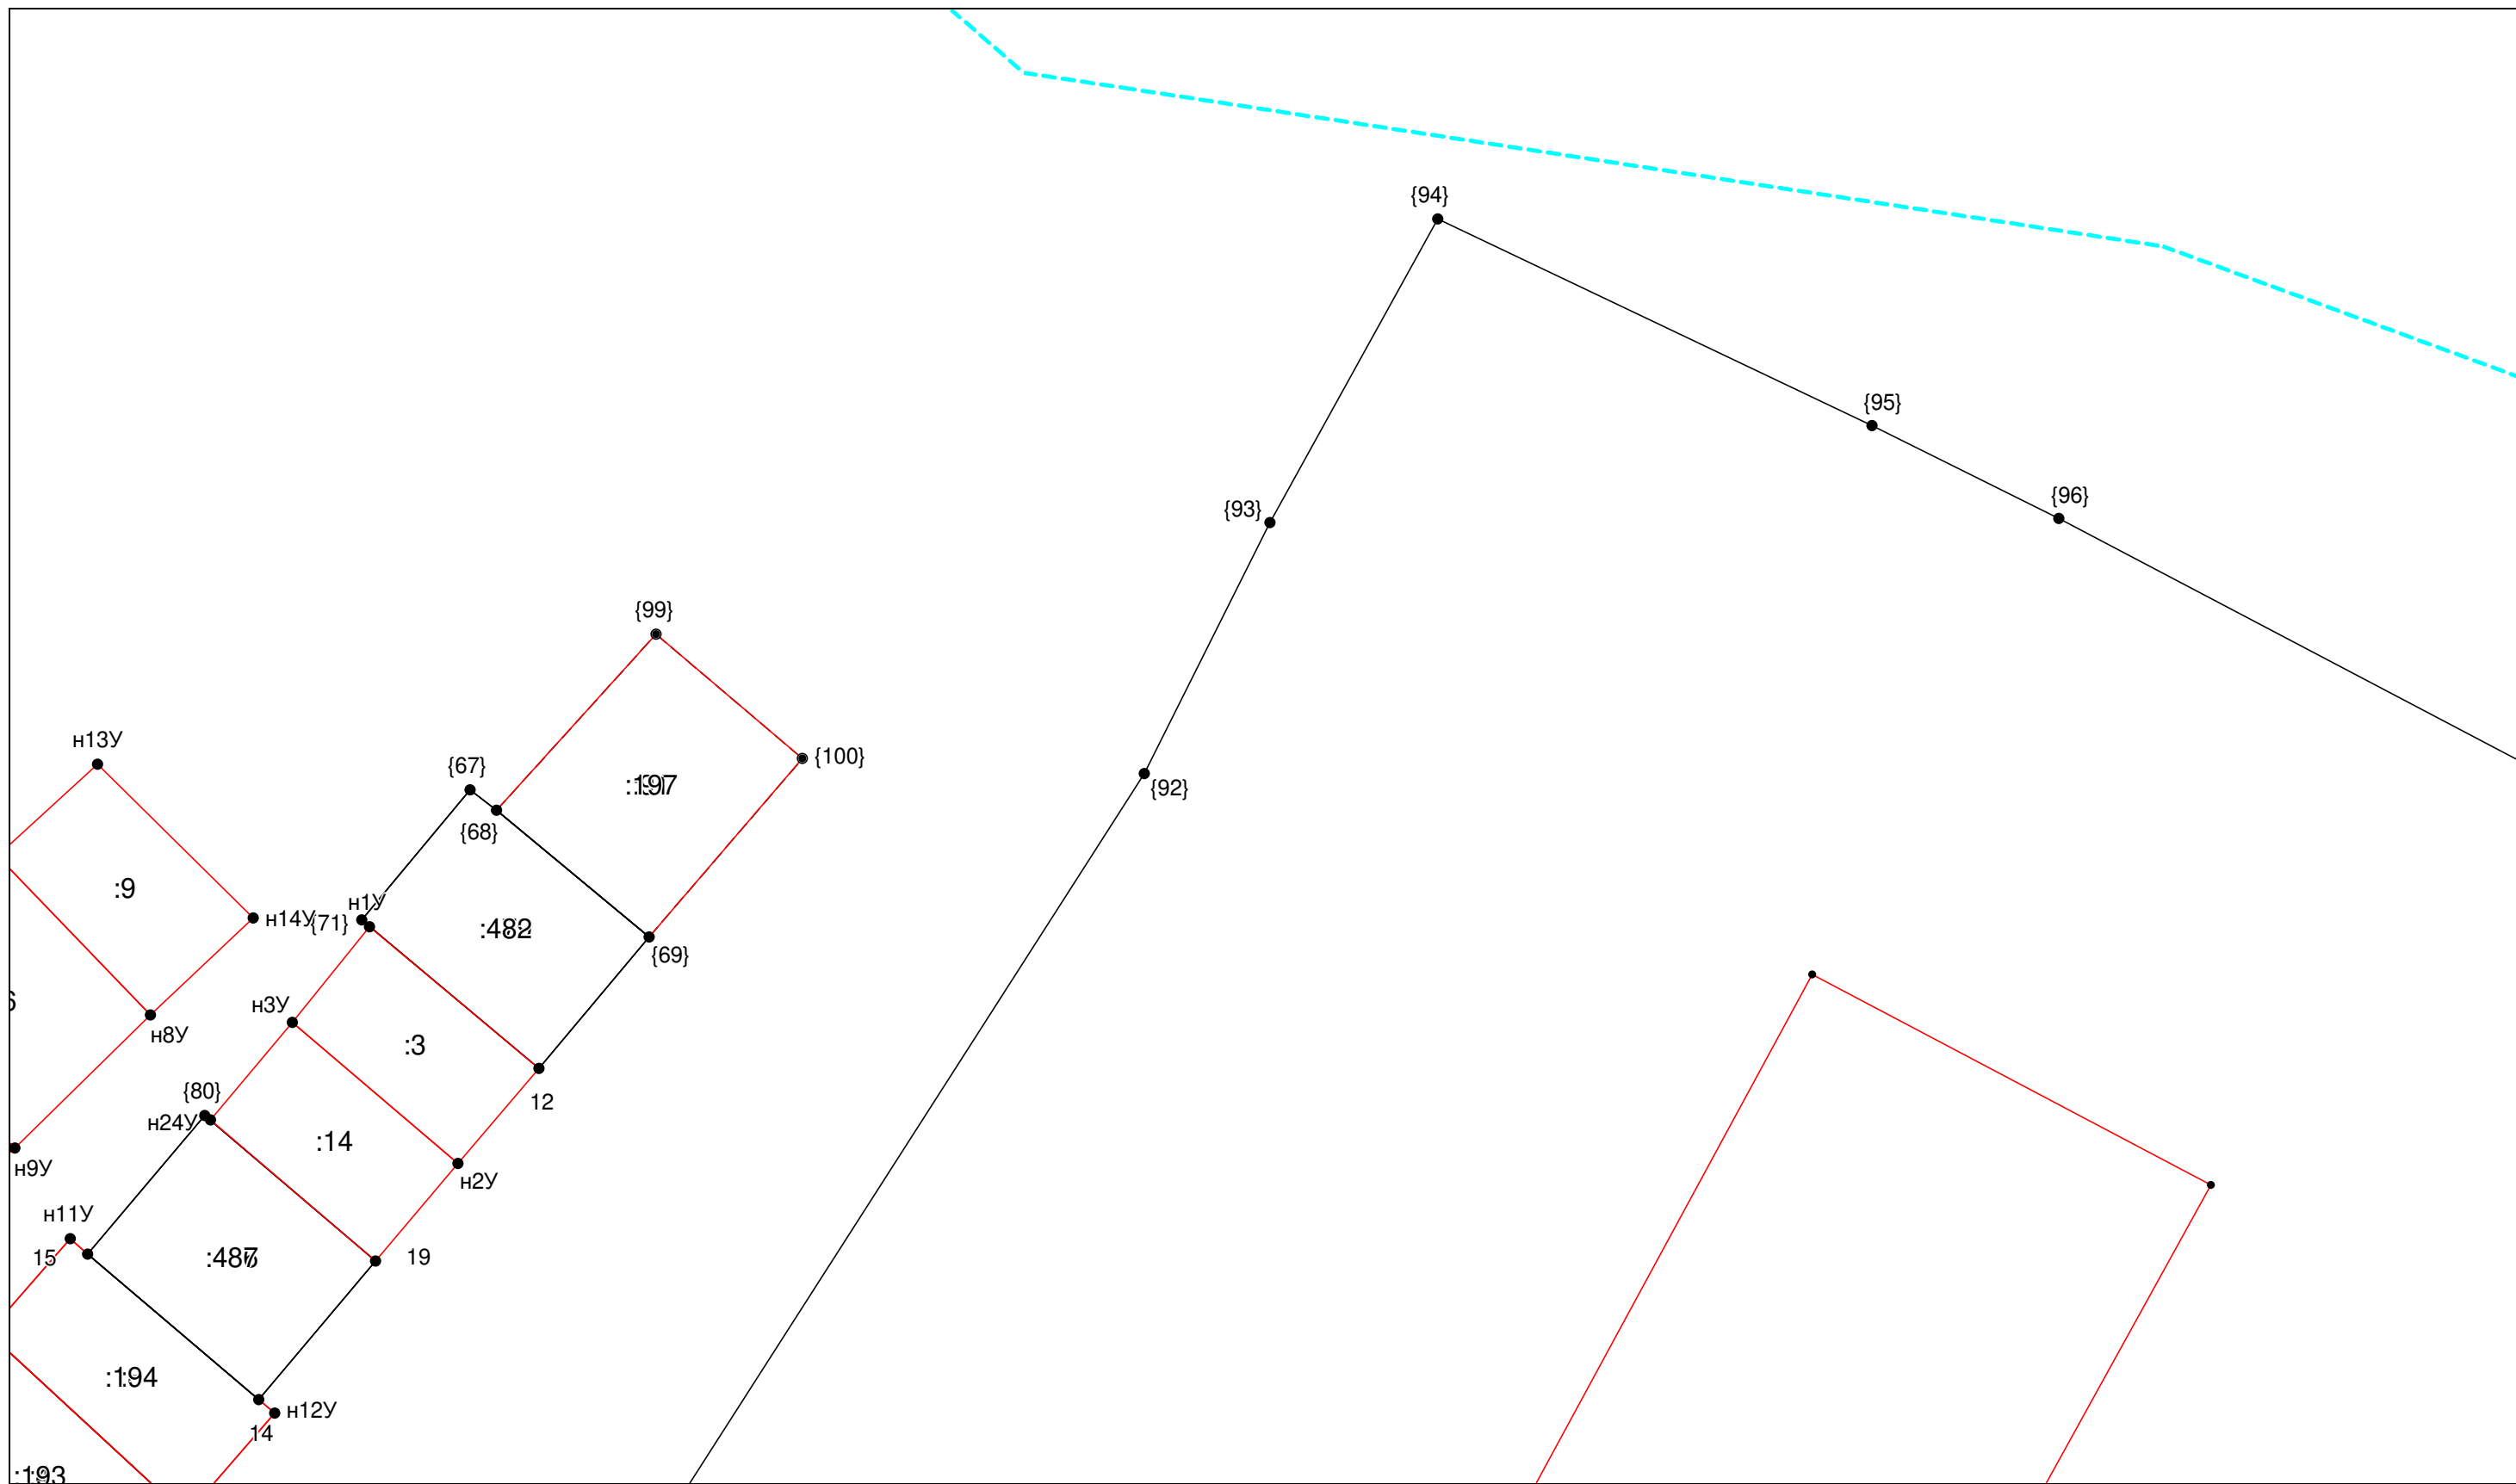 {94}
{95}
{96}
{93}
{99}
н13У
{100}
{67}
:197
{92}
{68}
:9
н1У
н14У
{71}
:482
{69}
н3У
н8У
:3
{80}
12
н24У
:14
н9У
н2У
н11У
15
19
:194
н12У
14
:193